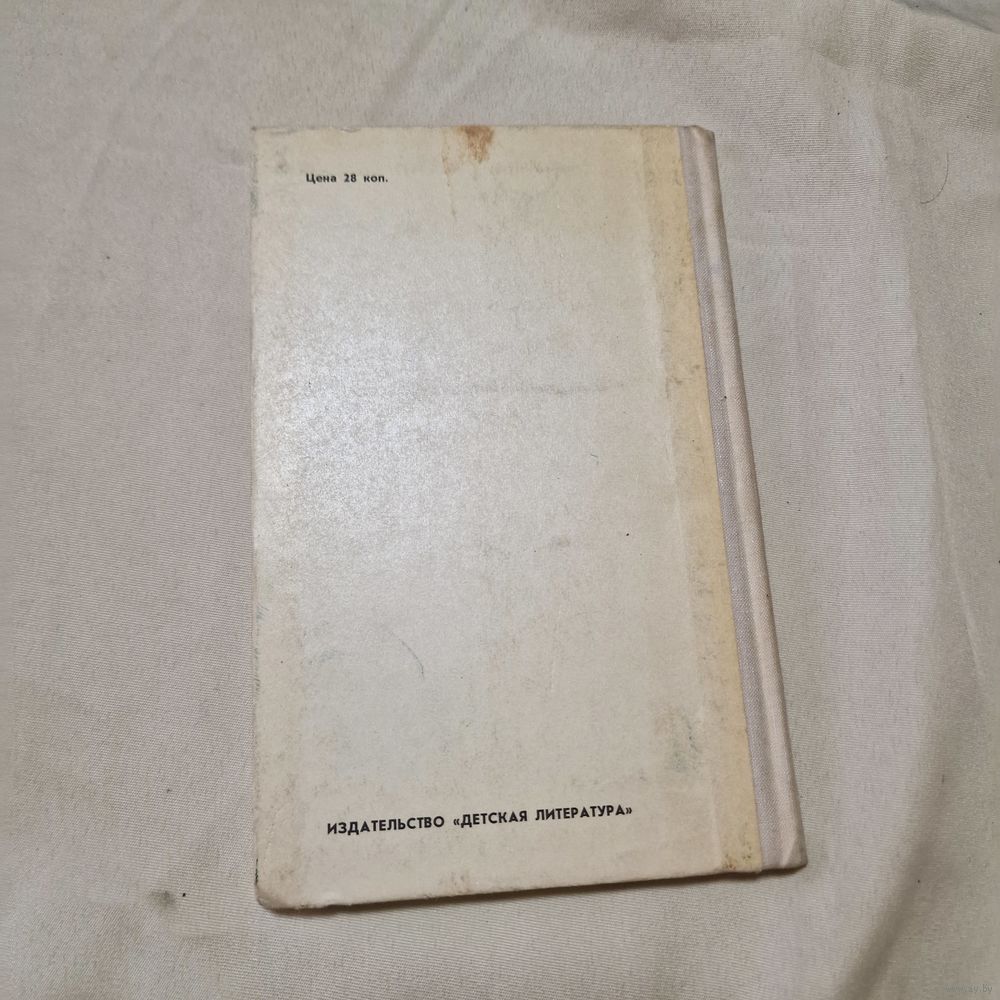 Цена 28 коп.
ИЗДАТЕЛЬСТВО «ДЕТСКАЯ ЛИТЕРАТУРА»